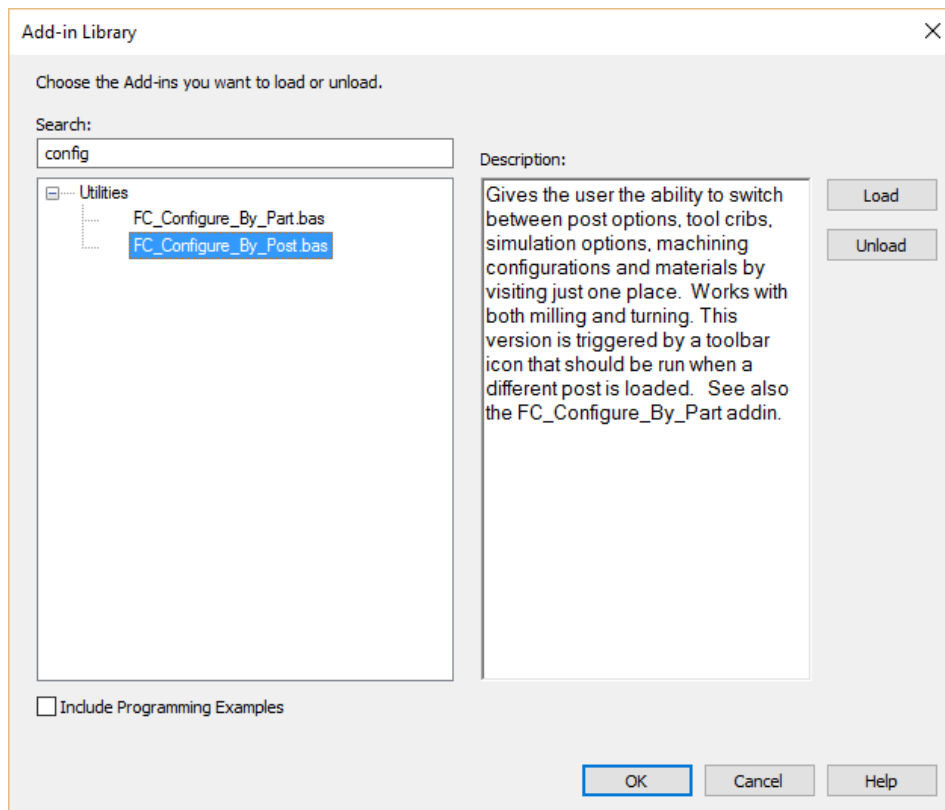 Add-in Library
Choose the Add-ins you want to load or unload.
Search:
config
Utilities
FC_Configure_By_Part.bas
FC_Configure_By_Post.bas
Description:
Gives the user the ability to switch
between post options, tool cribs,
simulation options, machining
configurations and materials by
visiting just one place.  Works with
both milling and turning. This
version is triggered by a toolbar
icon that should be run when a
different post is loaded.   See also
the FC_Configure_By_Part addin.
Load
Unload
Include Programming Examples
OK
Cancel
Help